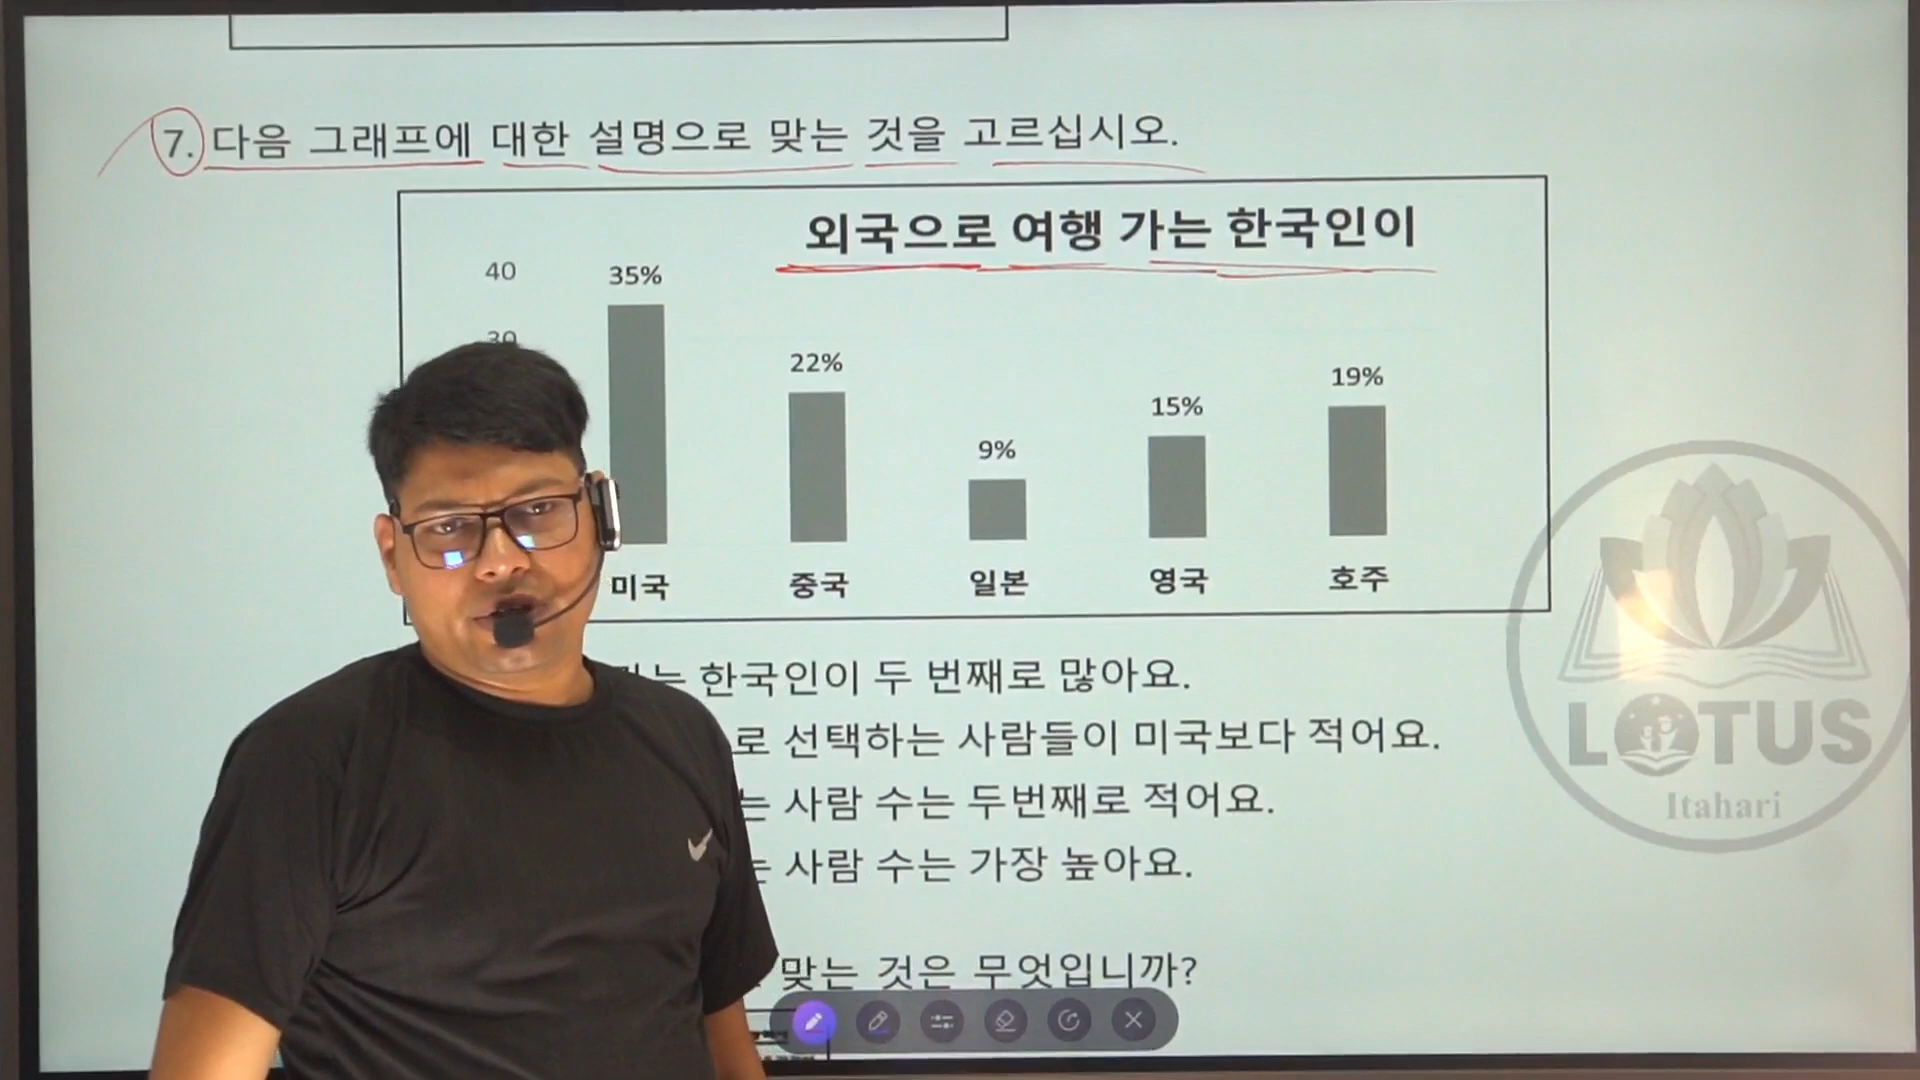 7. 다음 그래프에 대한 설명으로 맞는 것을 고르십시오.
외국으로 여행 가는 한국인이
40
30
35%
22%
9%
15%
19%
미국 중국 일본 영국 호주
한국인이 두 번째로 많아요.
로 선택하는 사람들이 미국보다 적어요.
는 사람 수는 두번째로 적어요.
사람 수는 가장 높아요.
맞는 것은 무엇입니까?
LOTUS
Itahari